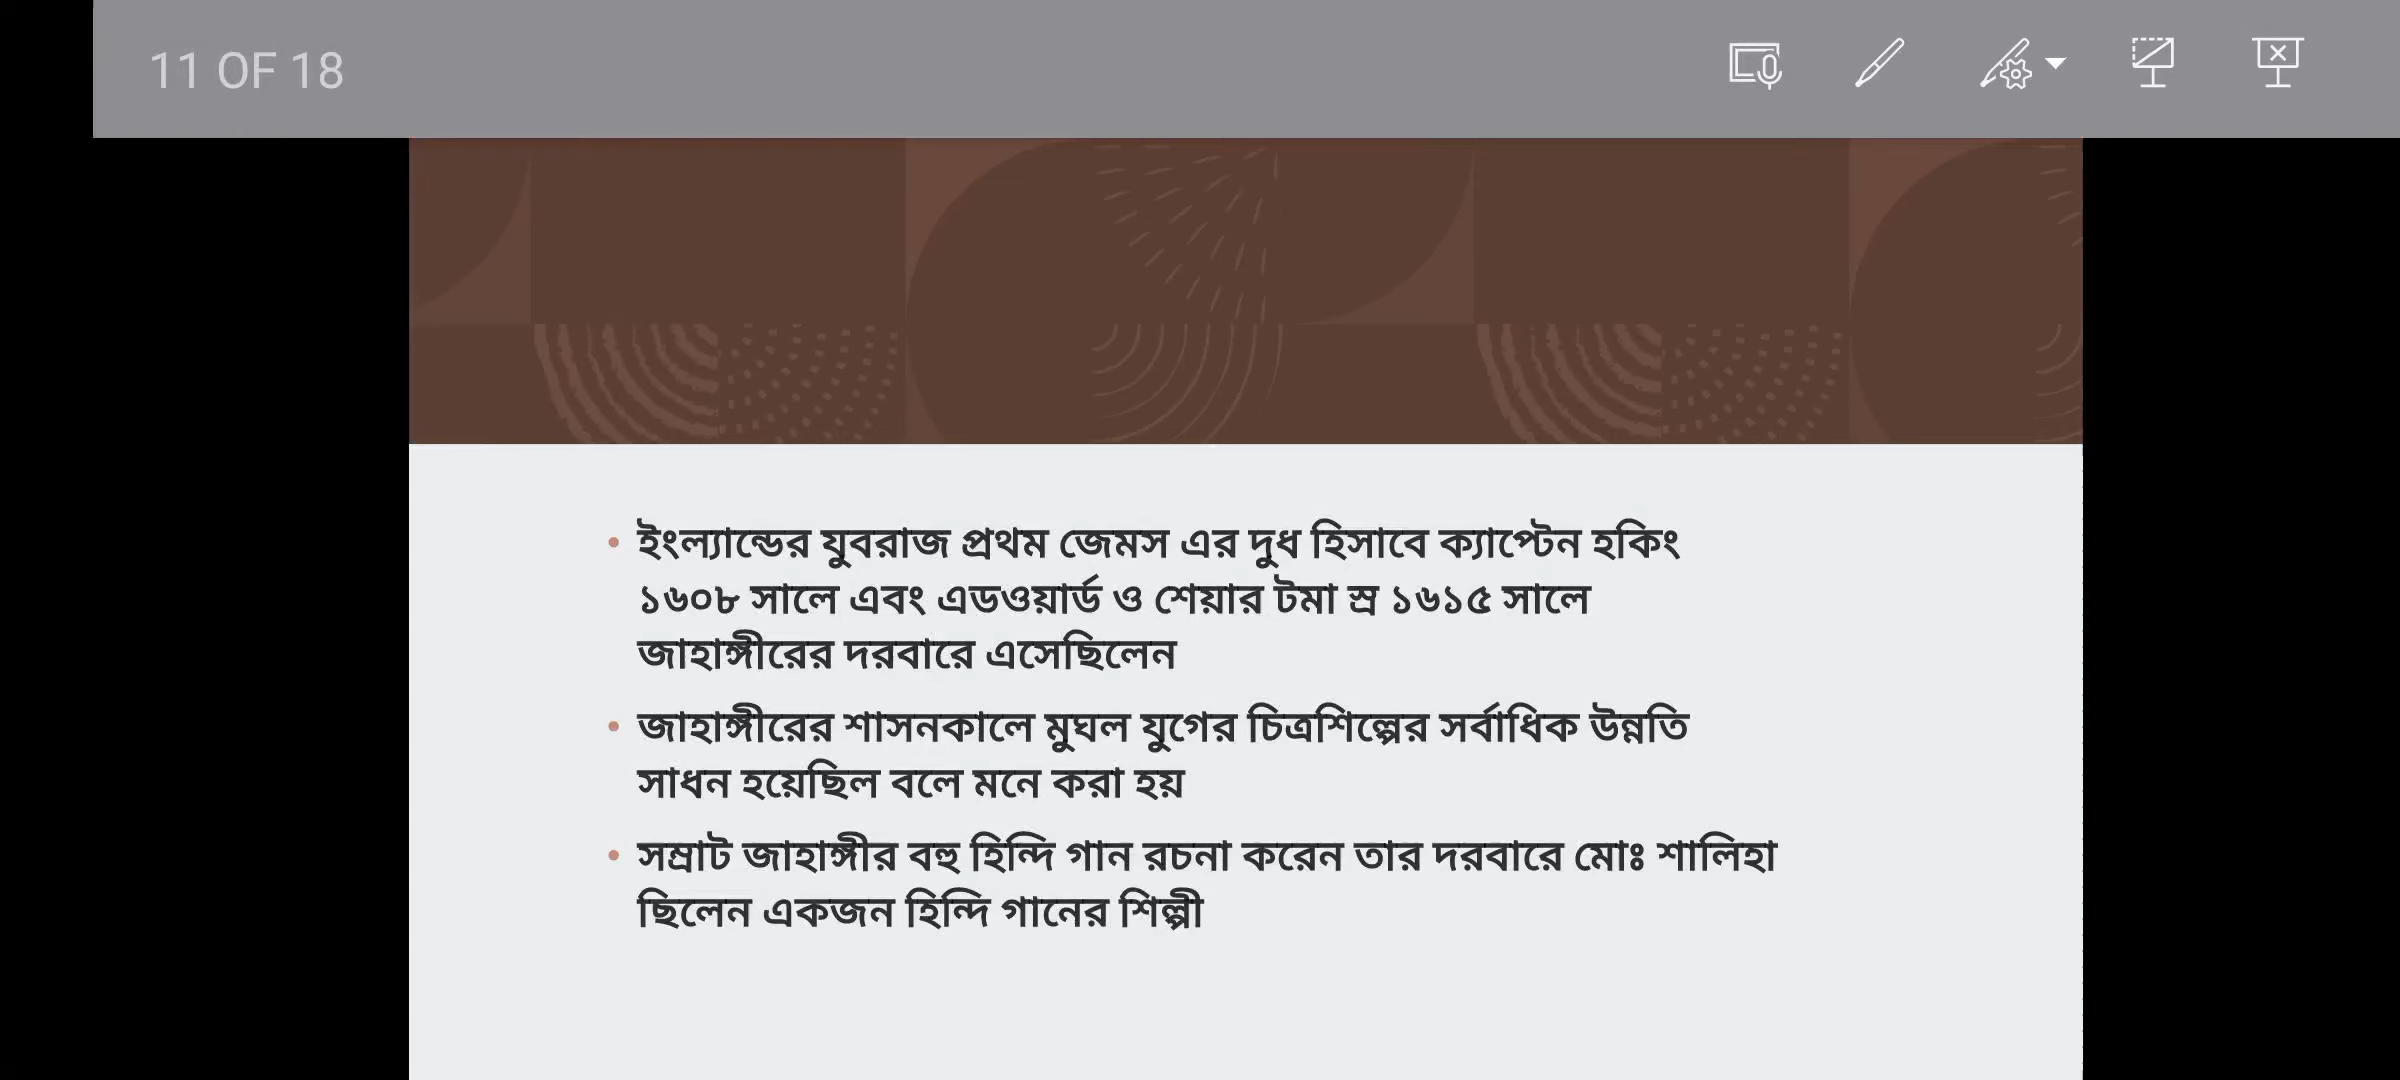 11 OF 18
• ইংল্যান্ডের যুবরাজ প্রথম জেমস এর দুধ হিসাবে ক্যাপ্টেন হকিং
১৬০৮ সালে এবং এডওয়ার্ড ও শেয়ার টমা স্র ১৬১৫ সালে
জাহাঙ্গীরের দরবারে এসেছিলেন
• জাহাঙ্গীরের শাসনকালে মুঘল যুগের চিত্রশিল্পের সর্বাধিক উন্নতি
সাধন হয়েছিল বলে মনে করা হয়
• সম্রাট জাহাঙ্গীর বহু হিন্দি গান রচনা করেন তার দরবারে মোঃ শালিহা
ছিলেন একজন হিন্দি গানের শিল্পী